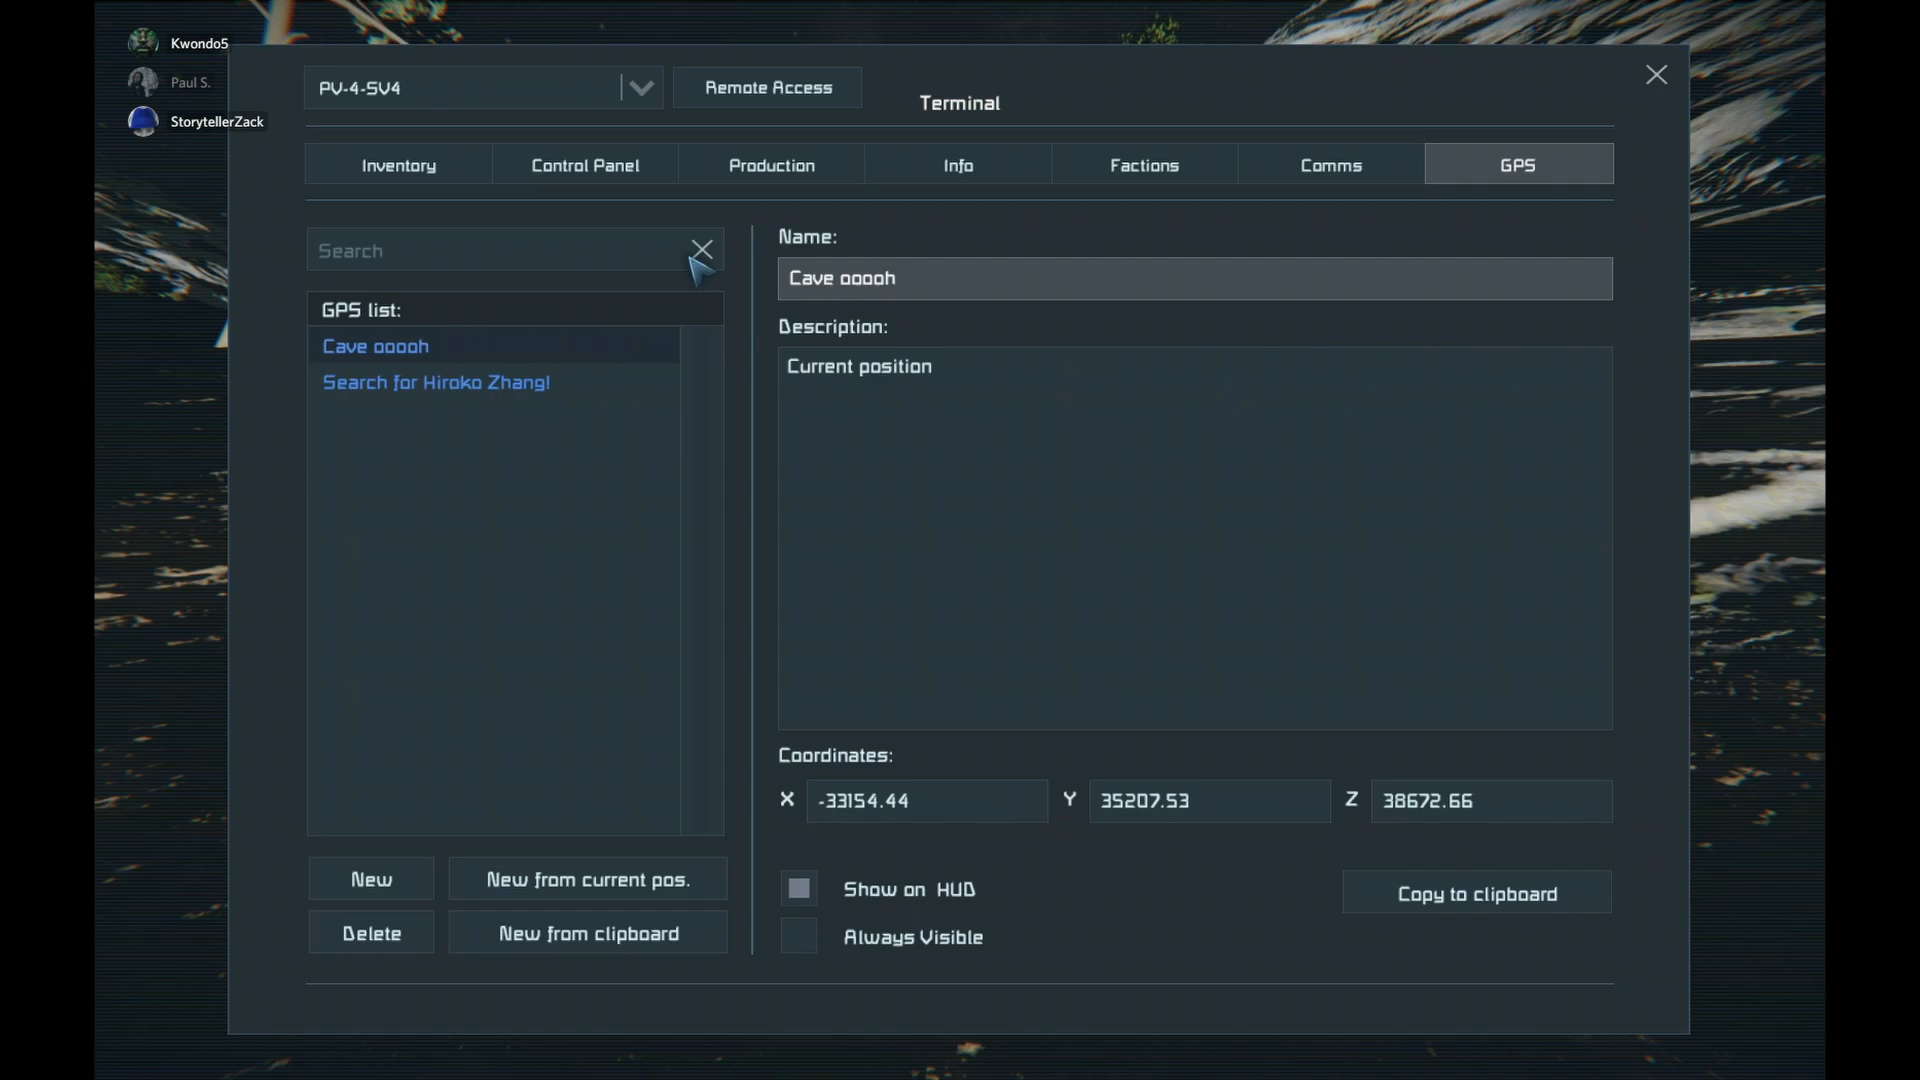 Kwondo5
Paul S.
StorytellerZack
PV-4-SV4
Remote Access
Terminal
Inventory
Control Panel
Production
Info
Factions
Comms
GPS
Search
GPS list:
Cave ooooh
Search for Hiroko Zhang!
New
New from current pos.
Delete
New from clipboard
Name:
Cave ooooh
Description:
Current position
Coordinates:
X -33154.44 Y 35207.53 Z 38672.66
Show on HUD
Copy to clipboard
Always Visible